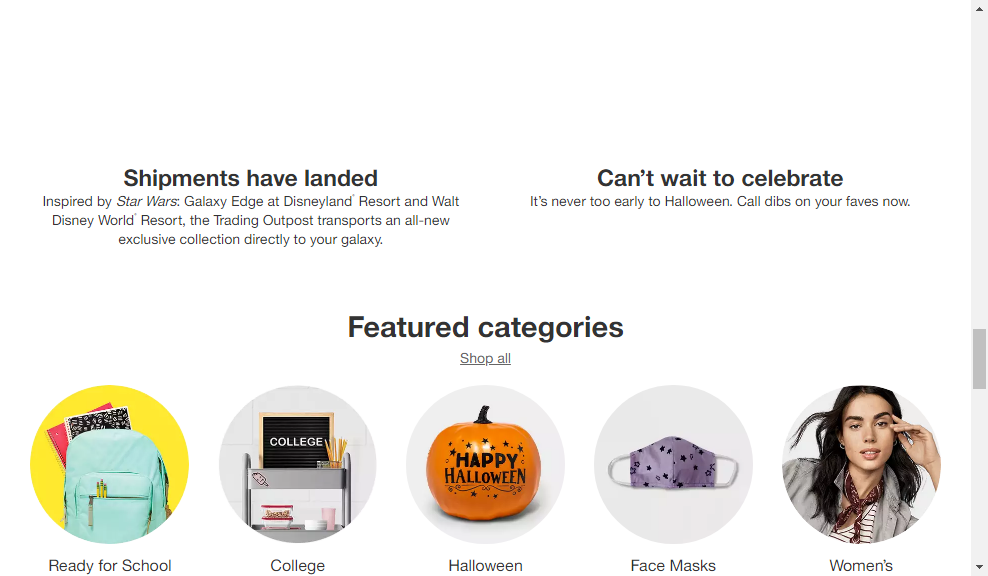 Shipments have landed
Inspired by Star Wars: Galaxy Edge at Disneyland® Resort and Walt
Disney World® Resort, the Trading Outpost transports an all-new
exclusive collection directly to your galaxy.
Can’t wait to celebrate
It’s never too early to Halloween. Call dibs on your faves now.
Featured categories
Shop all
COLLEGE
HAPPY
HALLOWEEN
Ready for School
College
Halloween
Face Masks
Women’s